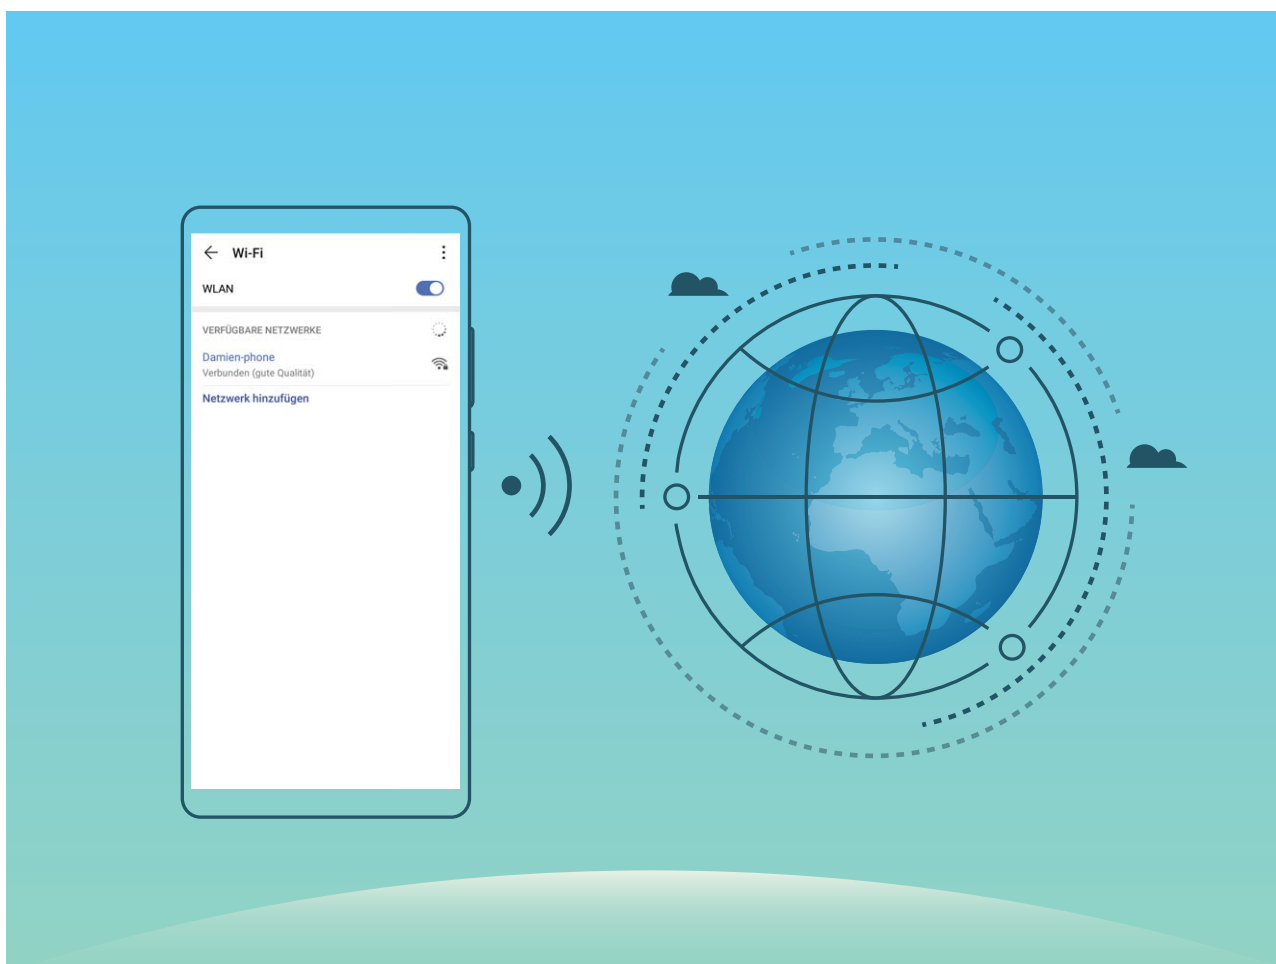 Wi-Fi
WLAN
VERFÜGBARE NETZWERKE
Damien-phone
Verbunden (gute Qualität)
Netzwerk hinzufügen